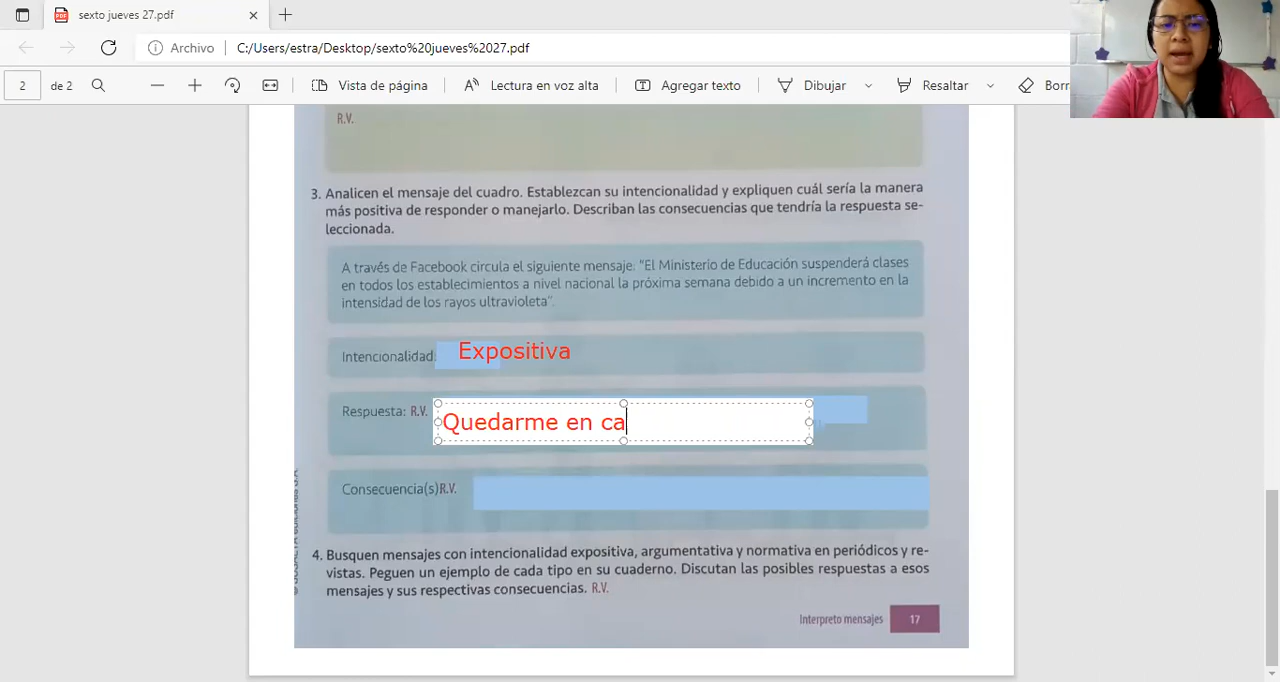 sexto jueves 27.pdf
Archivo
C:/Users/estra/Desktop/sexto%20jueves%2027.pdf
2
de 2
Vista de página
Lectura en voz alta
Agregar texto
Dibujar
Resaltar
Borr
R.V.
3. Analicen el mensaje del cuadro. Establezcan su intencionalidad y expliquen cuál sería la manera
más positiva de responder o manejarlo. Describan las consecuencias que tendría la respuesta se-
leccionada.
A través de Facebook circula el siguiente mensaje: "El Ministerio de Educación suspenderá clases
en todos los establecimientos a nivel nacional la próxima semana debido a un incremento en la
intensidad de los rayos ultravioleta".
Intencionalidad: Expositiva
Respuesta: R.V. Quedarme en ca
Consecuencia(s) R.V.
4. Busquen mensajes con intencionalidad expositiva, argumentativa y normativa en periódicos y re-
vistas. Peguen un ejemplo de cada tipo en su cuaderno. Discutan las posibles respuestas a esos
mensajes y sus respectivas consecuencias. R.V.
Interpreto mensajes 17